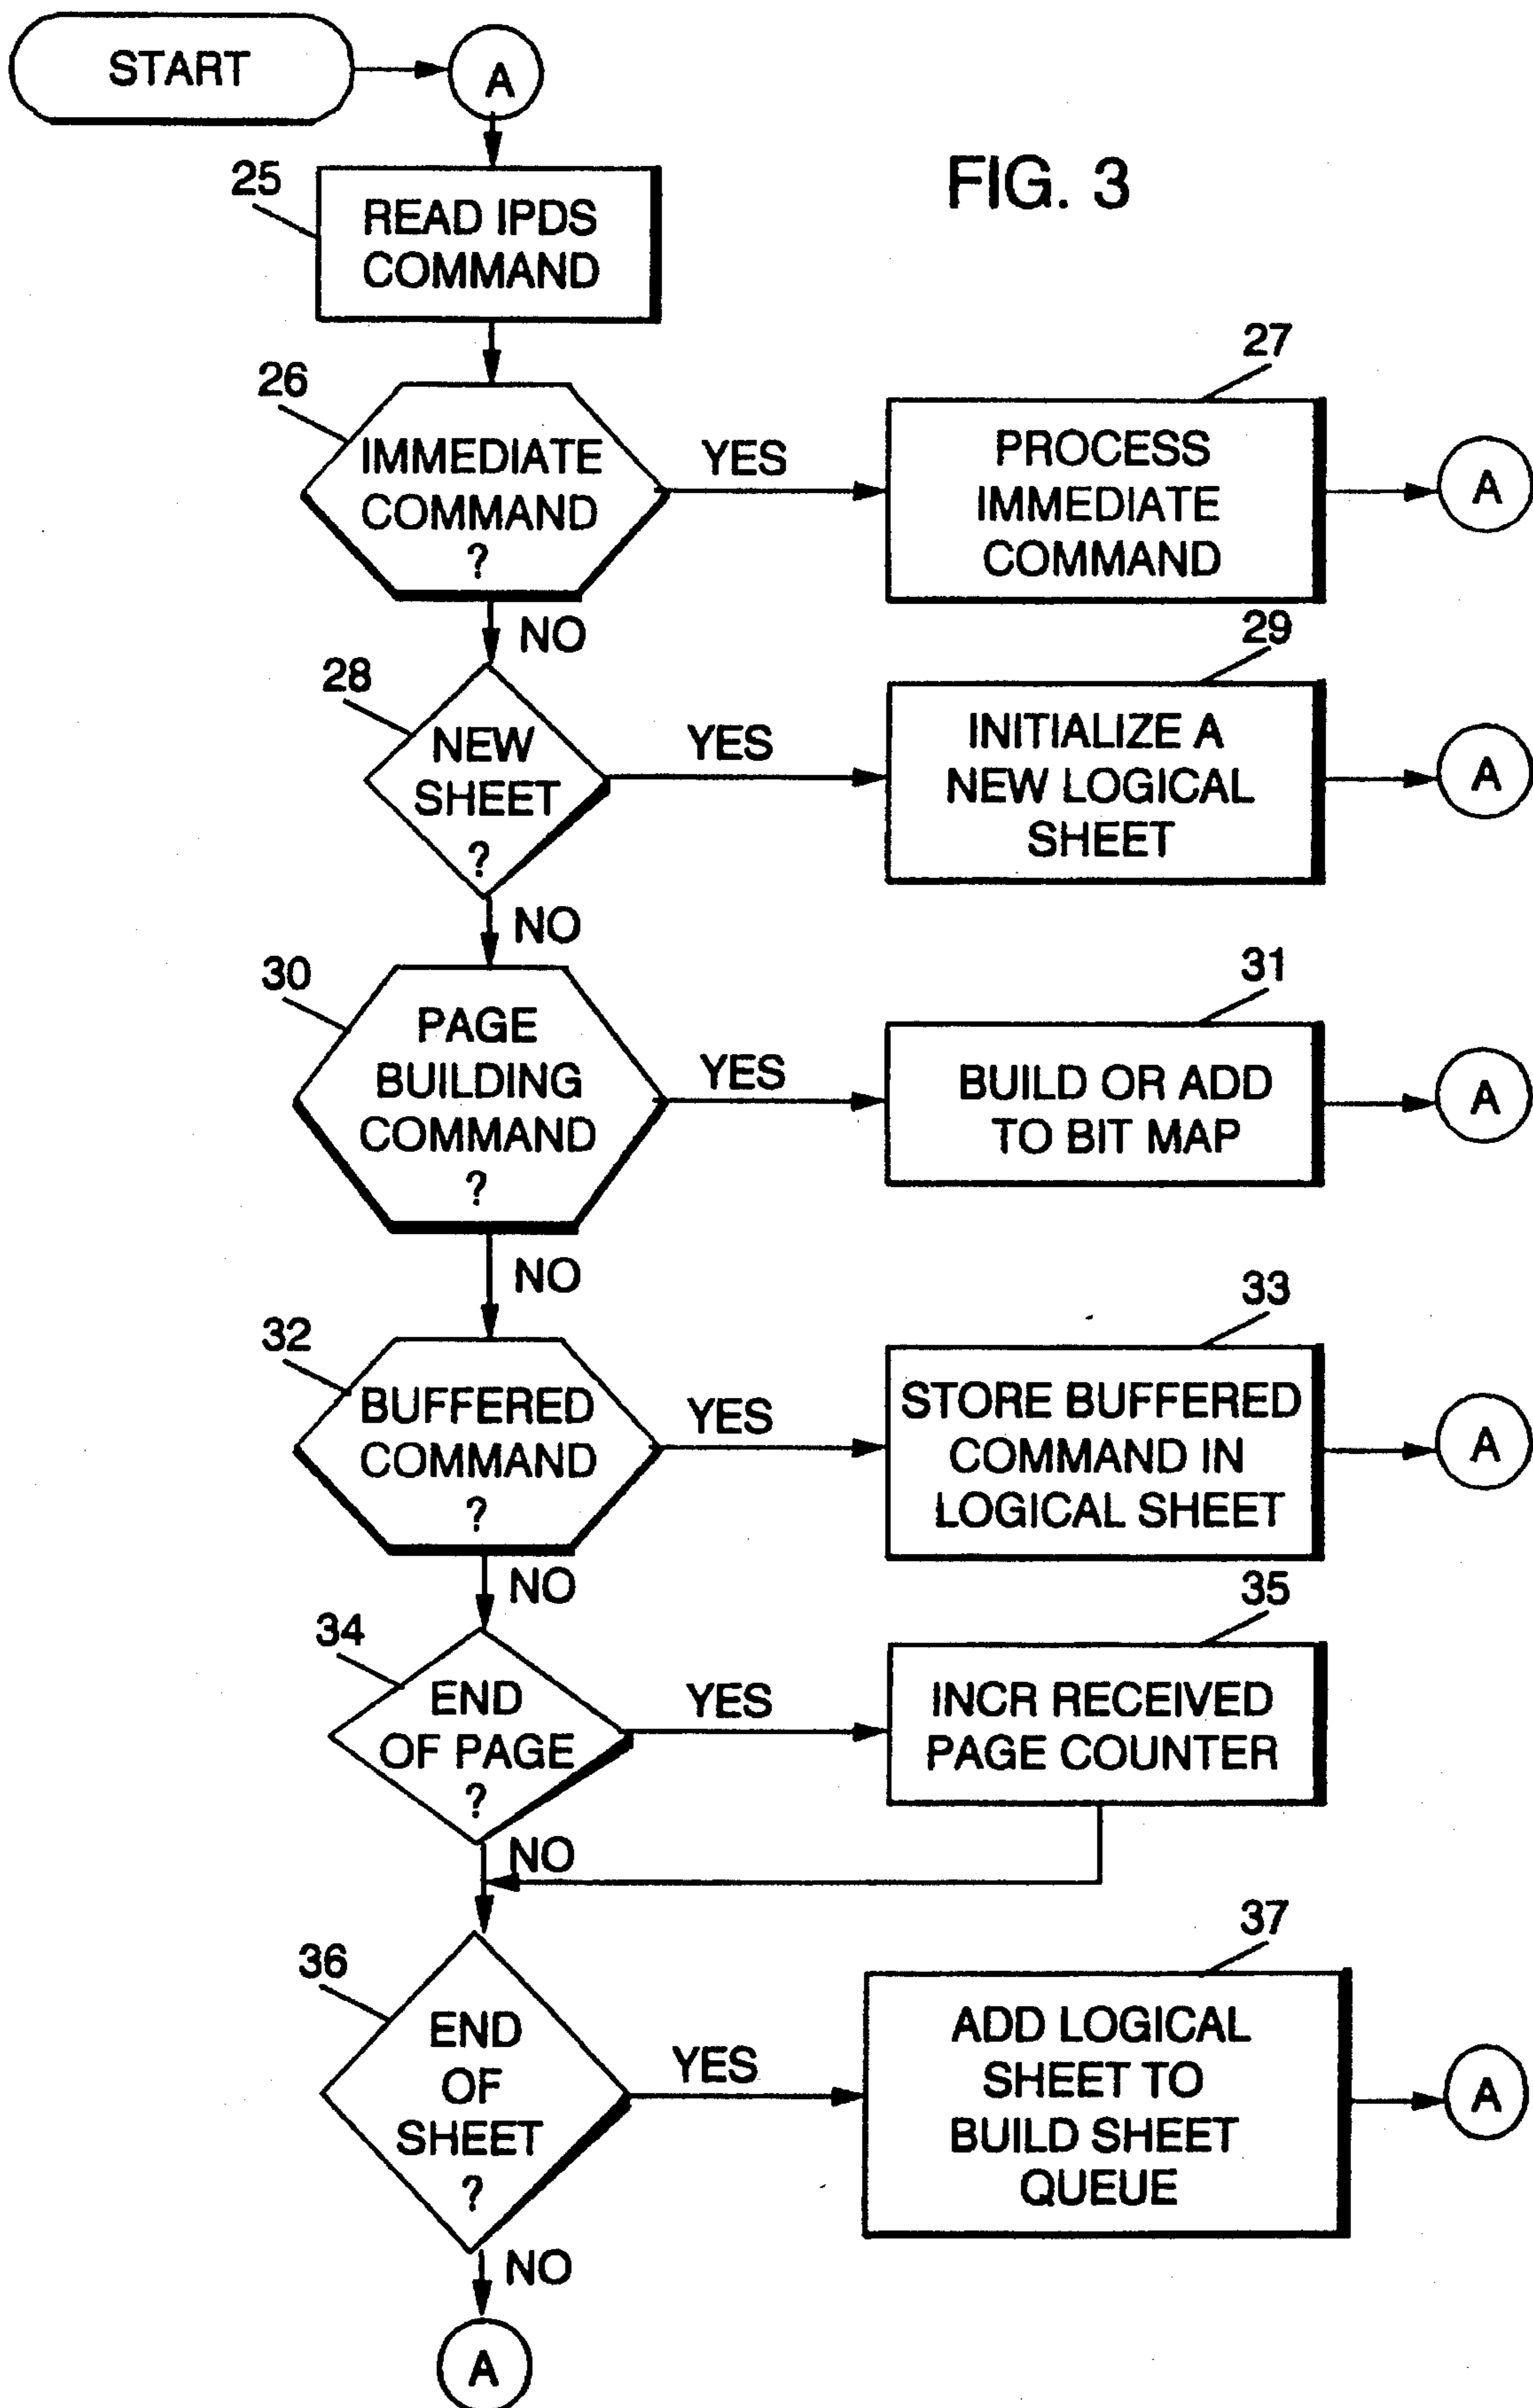 START
A
FIG. 3
25
READ IPDS
COMMAND
26
IMMEDIATE
COMMAND
?
YES
27
PROCESS
IMMEDIATE
COMMAND
A
NO
28
NEW
SHEET
?
YES
29
INITIALIZE A
NEW LOGICAL
SHEET
A
NO
30
PAGE
BUILDING
COMMAND
?
YES
31
BUILD OR ADD
TO BIT MAP
A
NO
32
BUFFERED
COMMAND
?
YES
33
STORE BUFFERED
COMMAND IN
LOGICAL SHEET
A
NO
34
END
OF PAGE
?
YES
35
INCR RECEIVED
PAGE COUNTER
NO
36
END
OF
SHEET
?
YES
37
ADD LOGICAL
SHEET TO
BUILD SHEET
QUEUE
A
NO
A